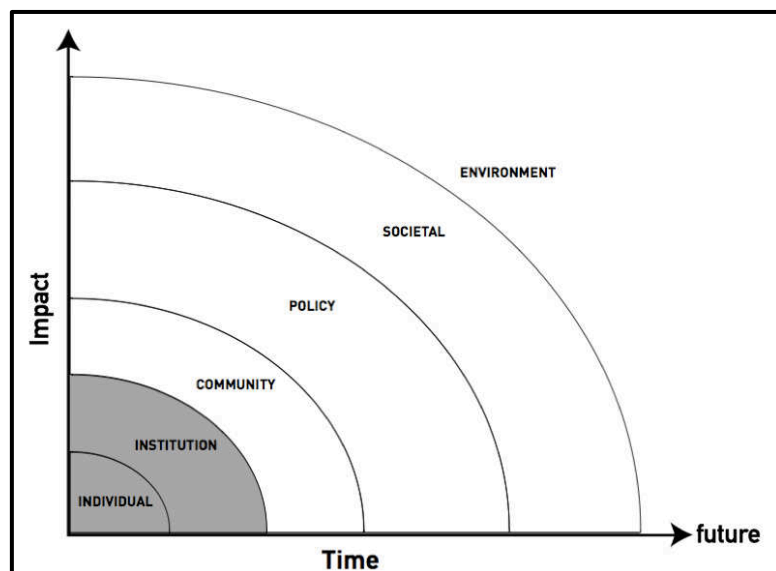 ENVIRONMENT
SOCIETAL
POLICY
Impact
COMMUNITY
INSTITUTION
INDIVIDUAL
future
Time